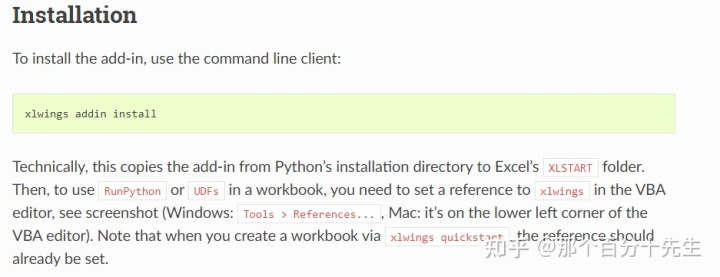 Installation
To install the add-in, use the command line client:
xlwings addin install
Technically, this copies the add-in from Python's installation directory to Excel's XLSTART folder.
Then, to use RunPython or UDFs in a workbook, you need to set a reference to xlwings in the VBA
editor, see screenshot (Windows: Tools > References..., Mac: it's on the lower left corner of the
VBA editor). Note that when you create a workbook via xlwings quickstart, the reference should
already be set.
知乎 @那个百分十先生